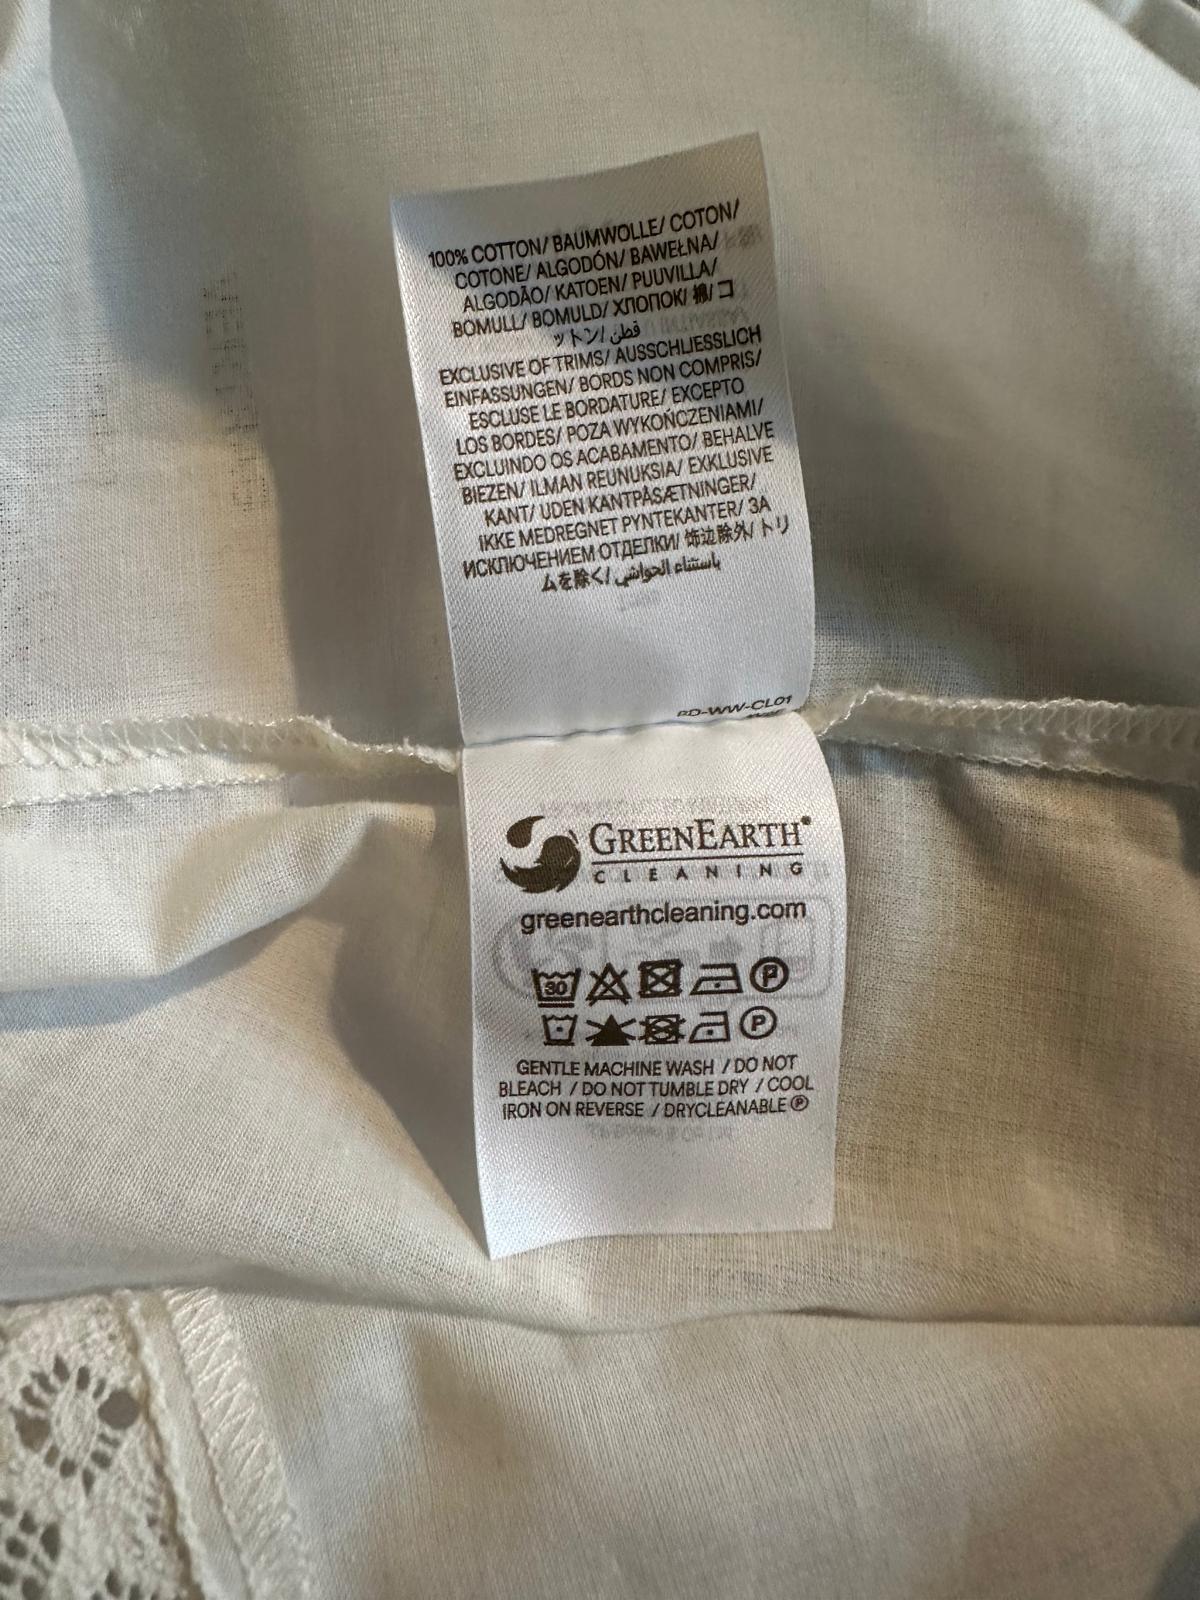 100% COTTON/ BAUMWOLLE/ COTON/
COTONE/ ALGODÓN/ BAWEŁNA/
ALGODÃO/ KATOEN/ PUUVILLA/
BOMULL/ BOMULD/ ХЛОПОК/ 棉/ コ
ットン/ قطن
EXCLUSIVE OF TRIMS/ AUSSCHLIESSLICH
EINFASSUNGEN/ BORDS NON COMPRIS/
ESCLUSE LE BORDATURE/ EXCEPTO
LOS BORDES/ POZA WYKOŃCZENIAMI/
EXCLUINDO OS ACABAMENTO/ BEHALVE
BIEZEN/ ILMAN REUNUKSIA/ EXKLUSIVE
KANT/ UDEN KANTPÅSÆTNINGER/
IKKE MEDREGNET PYNTEKANTER/ ЗА
ИСКЛЮЧЕНИЕМ ОТДЕЛКИ/ 饰边除外/ トリ
ムを除く/ باستثناء الحواشي
RD-WW-CL01
GREENEARTH®
CLEANING
greenearthcleaning.com
30 P
P
GENTLE MACHINE WASH / DO NOT
BLEACH / DO NOT TUMBLE DRY / COOL
IRON ON REVERSE / DRYCLEANABLE Ⓟ